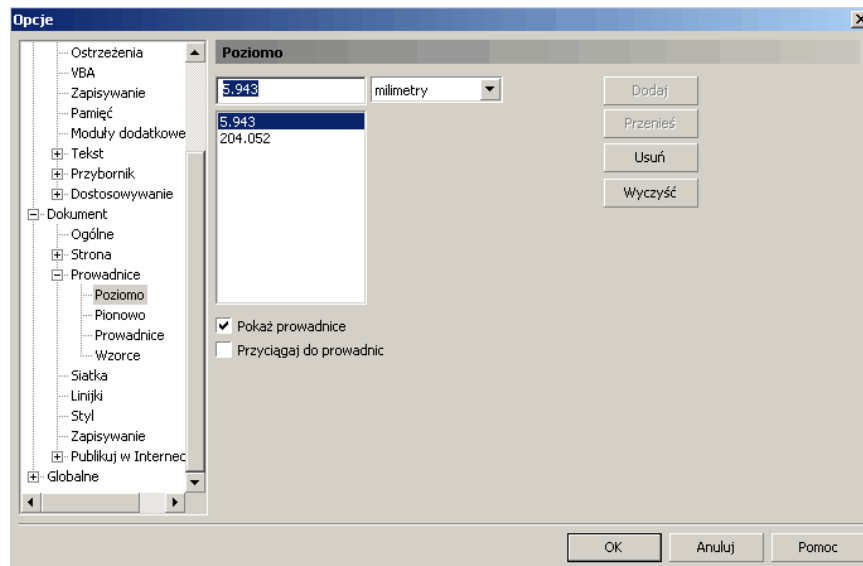 Opcje
Ostrzeżenia
VBA
Zapisywanie
Pamięć
Moduły dodatkowe
Tekst
Przybornik
Dostosowywanie
Dokument
Ogólne
Strona
Prowadnice
Poziomo
Pionowo
Prowadnice
Wzorce
Siatka
Linijki
Styl
Zapisywanie
Publikuj w Internec
Globalne
Poziomo
5.943
milimetry
5.943
204.052
Dodaj
Przenieś
Usuń
Wyczyść
Pokaż prowadnice
Przyciągaj do prowadnic
OK
Anuluj
Pomoc